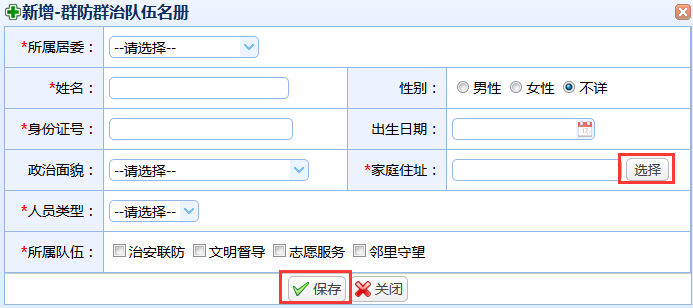 新增-群防群治队伍名册
*所属居委： --请选择--
*姓名： 性别： 男性 女性 不详
*身份证号： 出生日期：
政治面貌： --请选择-- *家庭住址： 选择
*人员类型： --请选择--
*所属队伍： 治安联防 文明督导 志愿服务 邻里守望
保存 关闭